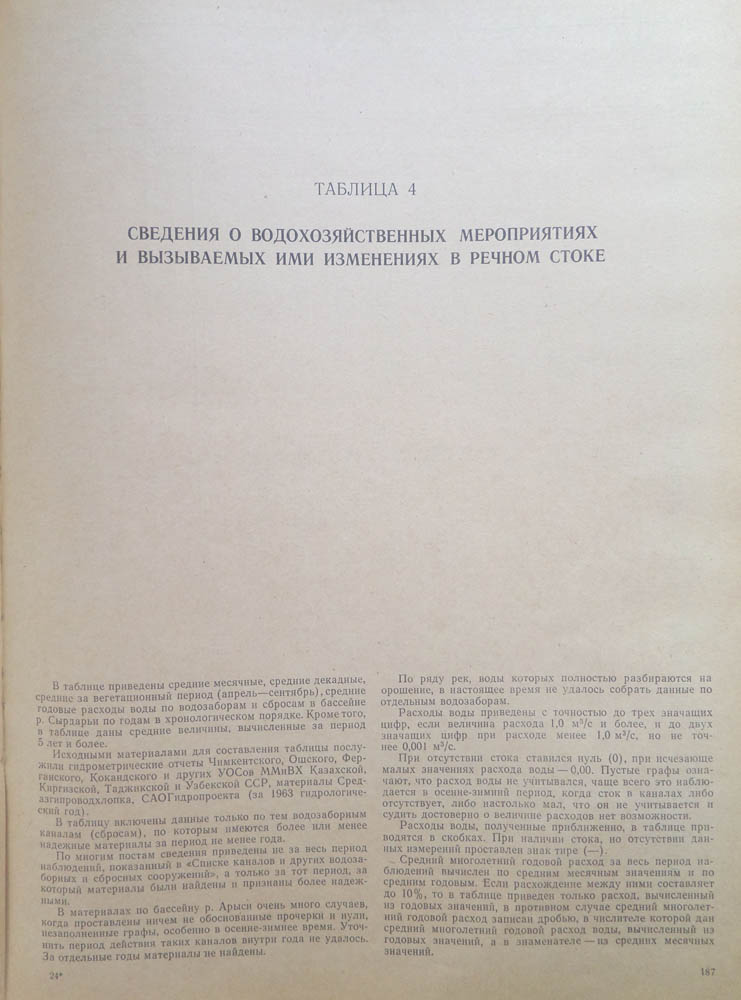 ТАБЛИЦА 4
СВЕДЕНИЯ О ВОДОХОЗЯЙСТВЕННЫХ МЕРОПРИЯТИЯХ
И ВЫЗЫВАЕМЫХ ИМИ ИЗМЕНЕНИЯХ В РЕЧНОМ СТОКЕ
В таблице приведены средние месячные, средние декадные,
средние за вегетационный период (апрель—сентябрь), средние
годовые расходы воды по водозаборам и сбросам в бассейне
р. Сырдарьи по годам в хронологическом порядке. Кроме того,
в таблице даны средние величины, вычисленные за период
5 лет и более.
Исходными материалами для составления таблицы послу-
жили гидрометрические отчеты Чимкентского, Ошского, Фер-
ганского, Кокандского и других УОСов ММиВХ Казахской,
Киргизской, Таджикской и Узбекской ССР, материалы Сред-
азгипроводхлопка, САОГидропроекта (за 1963 гидрологиче-
ский год).
В таблицу включены данные только по тем водозаборным
каналам (сбросам), по которым имеются более или менее
надежные материалы за период не менее года.
По многим постам сведения приведены не за весь период
наблюдений, показанный в «Списке каналов и других водоза-
борных и сбросных сооружений», а только за тот период, за
который материалы были найдены и признаны более надеж-
ными.
В материалах по бассейну р. Арыси очень много случаев,
когда проставлены ничем не обоснованные прочерки и нули,
незаполненные графы, особенно в осенне-зимнее время. Уточ-
нить период действия таких каналов внутри года не удалось.
За отдельные годы материалы не найдены.
24*
По ряду рек, воды которых полностью разбираются на
орошение, в настоящее время не удалось собрать данные по
отдельным водозаборам.
Расходы воды приведены с точностью до трех значащих
цифр, если величина расхода 1,0 м³/с и более, и до двух
значащих цифр при расходе менее 1,0 м³/с, но не точ-
нее 0,001 м³/с.
При отсутствии стока ставился нуль (0), при исчезающе
малых значениях расхода воды — 0,00. Пустые графы озна-
чают, что расход воды не учитывался, чаще всего это наблю-
дается в осенне-зимний период, когда сток в каналах либо
отсутствует, либо настолько мал, что он не учитывается и
судить достоверно о величине расходов нет возможности.
Расходы воды, полученные приближенно, в таблице при-
водятся в скобках. При наличии стока, но отсутствии дан-
ных измерений проставлен знак тире (—).
Средний многолетний годовой расход за весь период на-
блюдений вычислен по средним месячным значениям и по
средним годовым. Если расхождение между ними составляет
до 10%, то в таблице приведен только расход, вычисленный
из годовых значений, в противном случае средний многолет-
ний годовой расход записан дробью, в числителе которой дан
средний многолетний годовой расход воды, вычисленный из
годовых значений, а в знаменателе — из средних месячных
значений.
187